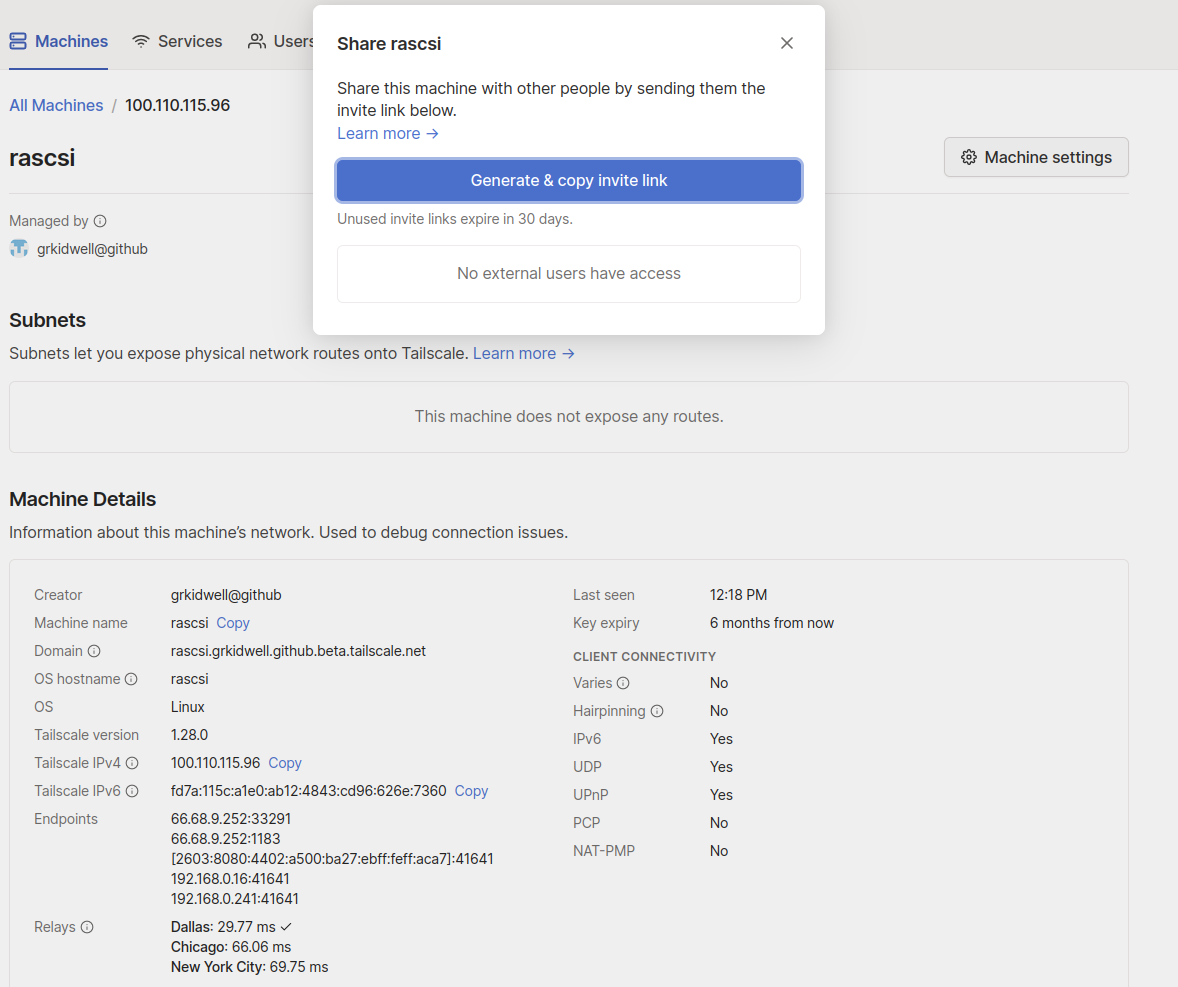 Machines Services Users
All Machines / 100.110.115.96
rascsi
Machine settings
Managed by
grkidwell@github
Share rascsi
Share this machine with other people by sending them the
invite link below.
Learn more →
Generate & copy invite link
Unused invite links expire in 30 days.
No external users have access
Subnets
Subnets let you expose physical network routes onto Tailscale. Learn more →
This machine does not expose any routes.
Machine Details
Information about this machine’s network. Used to debug connection issues.
Creator grkidwell@github
Machine name rascsi Copy
Domain rascsi.grkidwell.github.beta.tailscale.net
OS hostname rascsi
OS Linux
Tailscale version 1.28.0
Tailscale IPv4 100.110.115.96 Copy
Tailscale IPv6 fd7a:115c:a1e0:ab12:4843:cd96:626e:7360 Copy
Endpoints 66.68.9.252:33291
66.68.9.252:1183
[2603:8080:4402:a500:ba27:ebff:feff:aca7]:41641
192.168.0.16:41641
192.168.0.241:41641
Relays Dallas: 29.77 ms ✓
Chicago: 66.06 ms
New York City: 69.75 ms
Last seen 12:18 PM
Key expiry 6 months from now
CLIENT CONNECTIVITY
Varies No
Hairpinning No
IPv6 Yes
UDP Yes
UPnP Yes
PCP No
NAT-PMP No